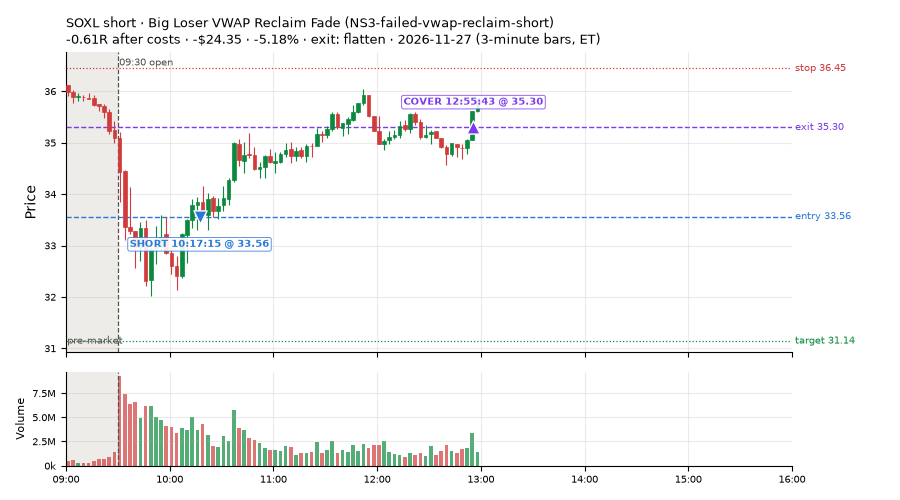 SOXL short · Big Loser VWAP Reclaim Fade (NS3-failed-vwap-reclaim-short)
-0.61R after costs · -$24.35 · -5.18% · exit: flatten · 2026-11-27 (3-minute bars, ET)
09:30 open
stop 36.45
36
COVER 12:55:43 @ 35.30
exit 35.30
35
Price
34
entry 33.56
SHORT 10:17:15 @ 33.56
33
32
pre-market
target 31.14
31
Volume
7.5M
5.0M
2.5M
0k
09:00 10:00 11:00 12:00 13:00 14:00 15:00 16:00